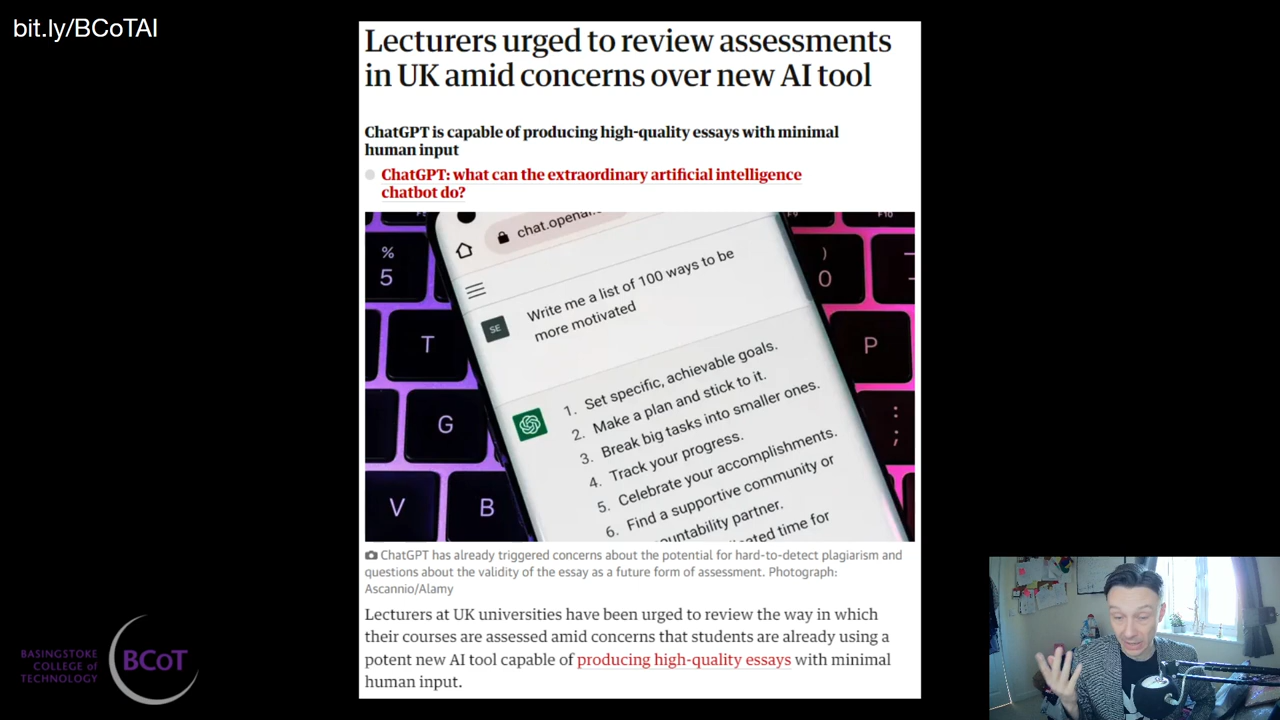 bit.ly/BCoTAI
Lecturers urged to review assessments
in UK amid concerns over new AI tool
ChatGPT is capable of producing high-quality essays with minimal
human input
ChatGPT: what can the extraordinary artificial intelligence
chatbot do?
F9
F10
%
5
T
G
V
B
)
0
P
:
;
chat.openai.
SE
Write me a list of 100 ways to be
more motivated
1. Set specific, achievable goals.
2. Make a plan and stick to it.
3. Break big tasks into smaller ones.
4. Track your progress.
5. Celebrate your accomplishments.
6. Find a supportive community or
ountability partner.
time for
ChatGPT has already triggered concerns about the potential for hard-to-detect plagiarism and
questions about the validity of the essay as a future form of assessment. Photograph:
Ascannio/Alamy
Lecturers at UK universities have been urged to review the way in which
their courses are assessed amid concerns that students are already using a
potent new AI tool capable of producing high-quality essays with minimal
human input.
BASINGSTOKE
COLLEGE of
TECHNOLOGY
BCoT